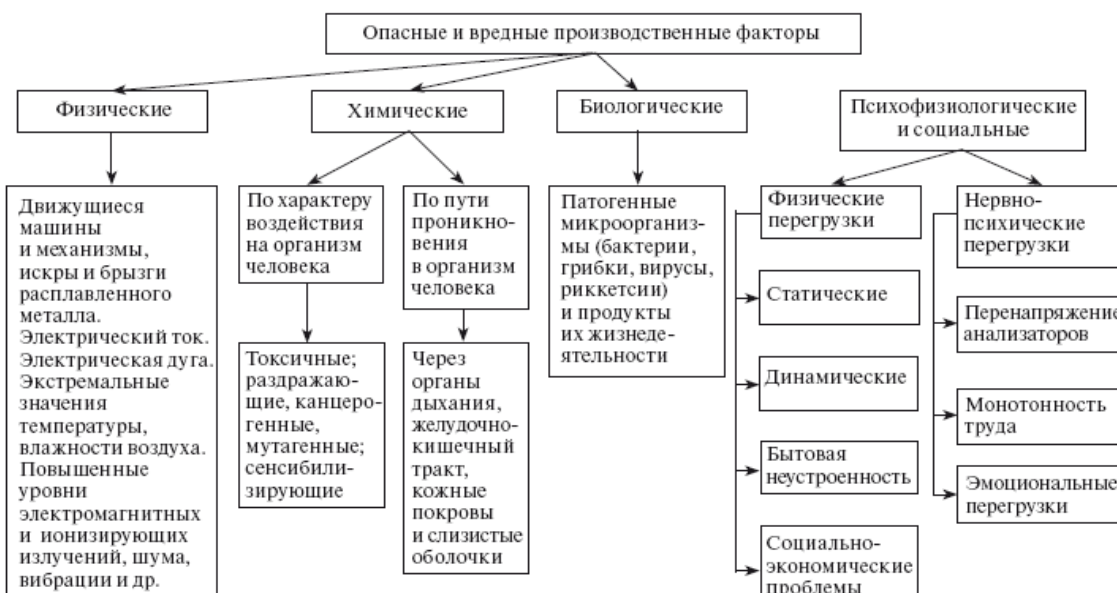 Опасные и вредные производственные факторы
Физические
Химические
Биологические
Психофизиологические
и социальные
Движущиеся
машины
и механизмы,
искры и брызги
расплавленного
металла.
Электрический ток.
Электрическая дуга.
Экстремальные
значения
температуры,
влажности воздуха.
Повышенные
уровни
электромагнитных
и ионизирующих
излучений, шума,
вибрации и др.
По характеру
воздействия
на организм
человека
Токсичные;
раздражаю-
щие, канцеро-
генные,
мутагенные;
сенсибили-
зирующие
По пути
проникно-
вения
в организм
человека
Через
органы
дыхания,
желудочно-
кишечный
тракт,
кожные
покровы
и слизистые
оболочки
Патогенные
микроорганиз-
мы (бактерии,
грибки, вирусы,
риккетсии)
и продукты
их жизнеде-
ятельности
Физические
перегрузки
Статические
Динамические
Бытовая
неустроенность
Социально-
экономические
проблемы
Нервно-
психические
перегрузки
Перенапряжение
анализаторов
Монотонность
труда
Эмоциональные
перегрузки